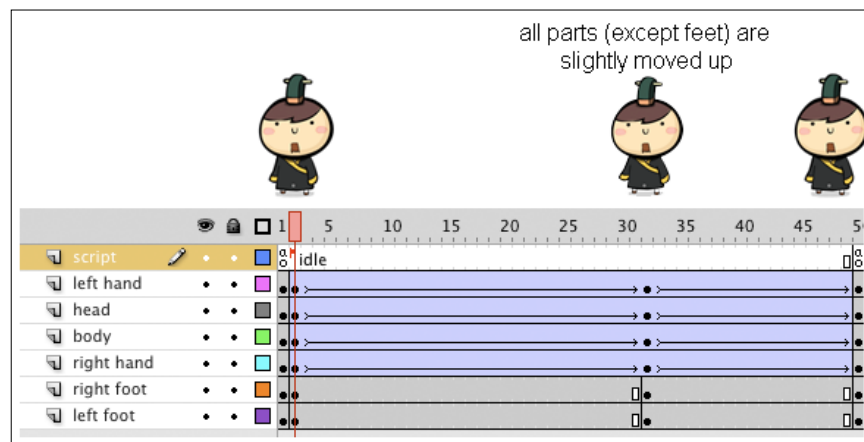 all parts (except feet) are
slightly moved up
1 5 10 15 20 25 30 35 40 45
script idle
left hand
head
body
right hand
right foot
left foot